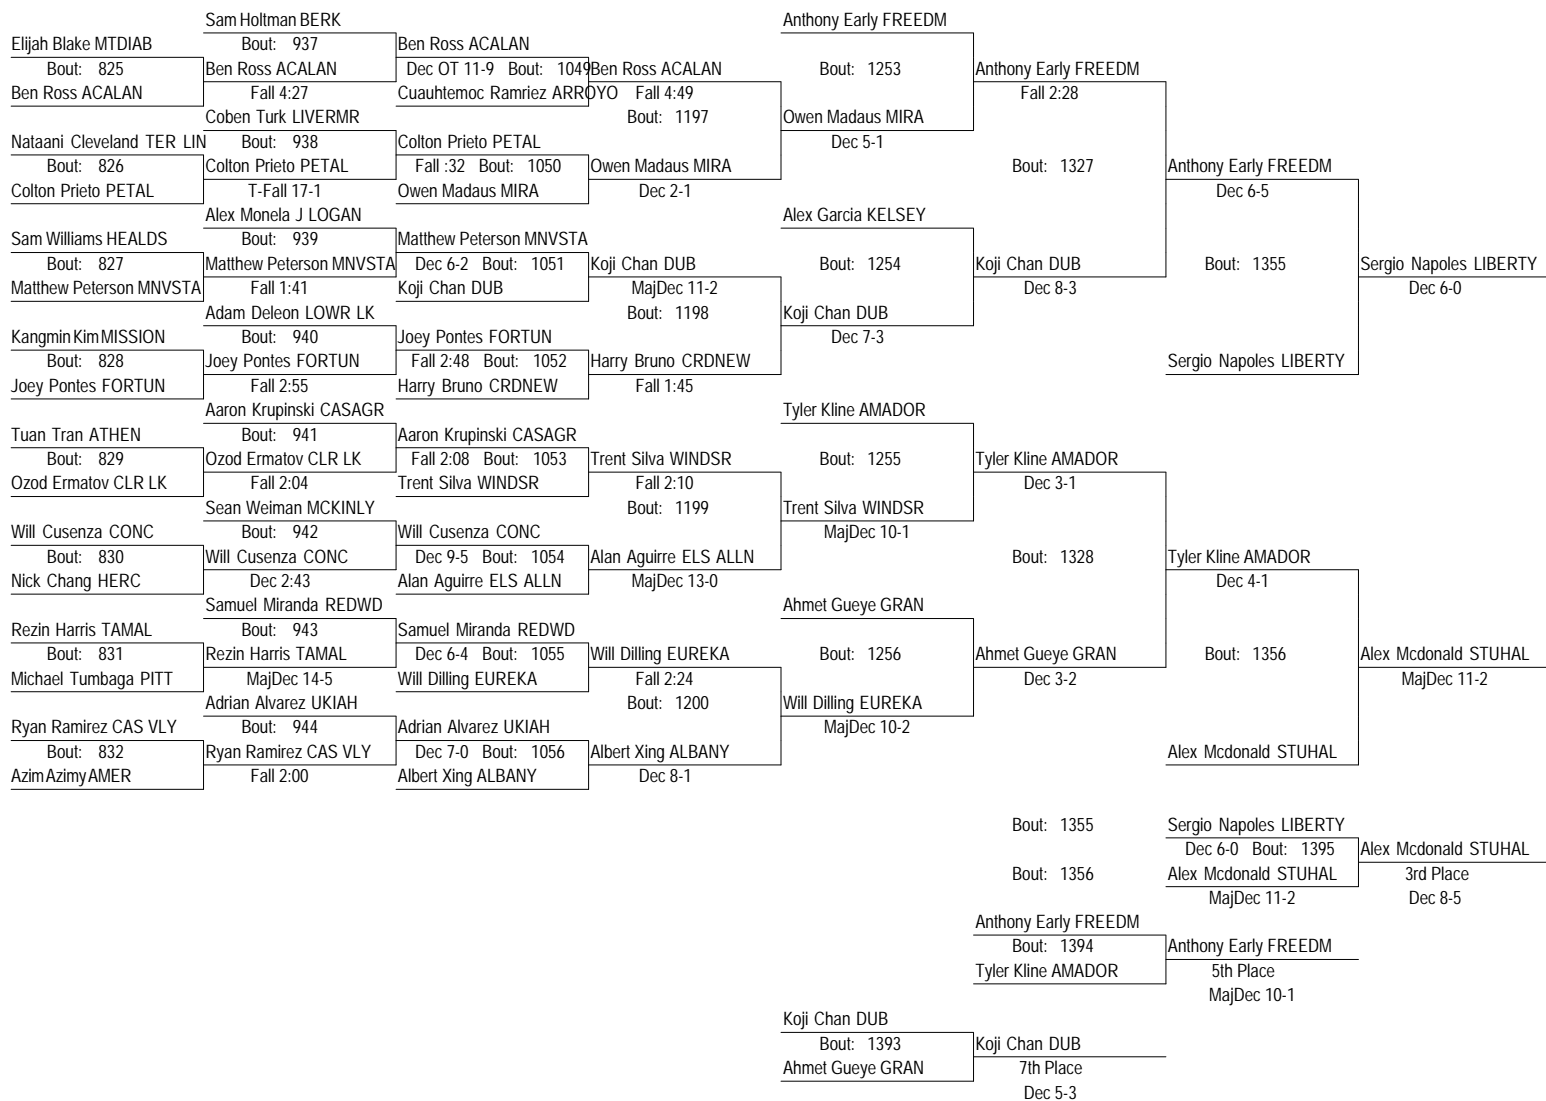 Sam Holtman BERK Anthony Early FREEDM
Elijah Blake MTDIAB Bout: 937 Ben Ross ACALAN
Bout: 825 Ben Ross ACALAN Dec OT 11-9 Bout: 1049 Ben Ross ACALAN Bout: 1253 Anthony Early FREEDM
Ben Ross ACALAN Fall 4:27 Cuauhtemoc Ramriez ARROYO Fall 4:49 Fall 2:28
Coben Turk LIVERMR Bout: 1197 Owen Madaus MIRA
Nataani Cleveland TER LIN Bout: 938 Colton Prieto PETAL Dec 5-1
Bout: 826 Colton Prieto PETAL Fall :32 Bout: 1050 Owen Madaus MIRA Bout: 1327 Anthony Early FREEDM
Colton Prieto PETAL T-Fall 17-1 Owen Madaus MIRA Dec 2-1 Dec 6-5
Alex Monela J LOGAN Alex Garcia KELSEY
Sam Williams HEALDS Bout: 939 Matthew Peterson MNVSTA
Bout: 827 Matthew Peterson MNVSTA Dec 6-2 Bout: 1051 Koji Chan DUB Bout: 1254 Koji Chan DUB Bout: 1355 Sergio Napoles LIBERTY
Matthew Peterson MNVSTA Fall 1:41 Koji Chan DUB MajDec 11-2 Dec 8-3 Dec 6-0
Adam Deleon LOWR LK Bout: 1198 Koji Chan DUB
Kangmin Kim MISSION Bout: 940 Joey Pontes FORTUN Dec 7-3
Bout: 828 Joey Pontes FORTUN Fall 2:48 Bout: 1052 Harry Bruno CRDNEW Sergio Napoles LIBERTY
Joey Pontes FORTUN Fall 2:55 Harry Bruno CRDNEW Fall 1:45
Aaron Krupinski CASAGR Tyler Kline AMADOR
Tuan Tran ATHEN Bout: 941 Aaron Krupinski CASAGR
Bout: 829 Ozod Ermatov CLR LK Fall 2:08 Bout: 1053 Trent Silva WINDSR Bout: 1255 Tyler Kline AMADOR
Ozod Ermatov CLR LK Fall 2:04 Trent Silva WINDSR Fall 2:10 Dec 3-1
Sean Weiman MCKINLY Bout: 1199 Trent Silva WINDSR
Will Cusenza CONC Bout: 942 Will Cusenza CONC MajDec 10-1
Bout: 830 Will Cusenza CONC Dec 9-5 Bout: 1054 Alan Aguirre ELS ALLN Bout: 1328 Tyler Kline AMADOR
Nick Chang HERC Dec 2:43 Alan Aguirre ELS ALLN MajDec 13-0 Dec 4-1
Samuel Miranda REDWD Ahmet Gueye GRAN
Rezin Harris TAMAL Bout: 943 Samuel Miranda REDWD
Bout: 831 Rezin Harris TAMAL Dec 6-4 Bout: 1055 Will Dilling EUREKA Bout: 1256 Ahmet Gueye GRAN Bout: 1356 Alex Mcdonald STUHAL
Michael Tumbaga PITT MajDec 14-5 Will Dilling EUREKA Fall 2:24 Dec 3-2 MajDec 11-2
Adrian Alvarez UKIAH Bout: 1200 Will Dilling EUREKA
Ryan Ramirez CAS VLY Bout: 944 Adrian Alvarez UKIAH MajDec 10-2
Bout: 832 Ryan Ramirez CAS VLY Dec 7-0 Bout: 1056 Albert Xing ALBANY Alex Mcdonald STUHAL
Azim Azimy AMER Fall 2:00 Albert Xing ALBANY Dec 8-1
Bout: 1355 Sergio Napoles LIBERTY
Dec 6-0 Bout: 1395 Alex Mcdonald STUHAL
Bout: 1356 Alex Mcdonald STUHAL 3rd Place
MajDec 11-2 Dec 8-5
Anthony Early FREEDM
Bout: 1394 Anthony Early FREEDM
Tyler Kline AMADOR 5th Place
MajDec 10-1
Koji Chan DUB
Bout: 1393 Koji Chan DUB
Ahmet Gueye GRAN 7th Place
Dec 5-3